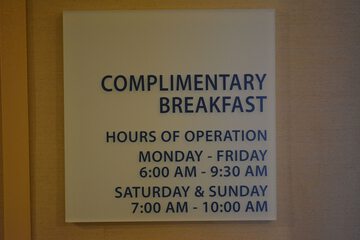 COMPLIMENTARY
BREAKFAST
HOURS OF OPERATION
MONDAY - FRIDAY
6:00 AM - 9:30 AM
SATURDAY & SUNDAY
7:00 AM - 10:00 AM